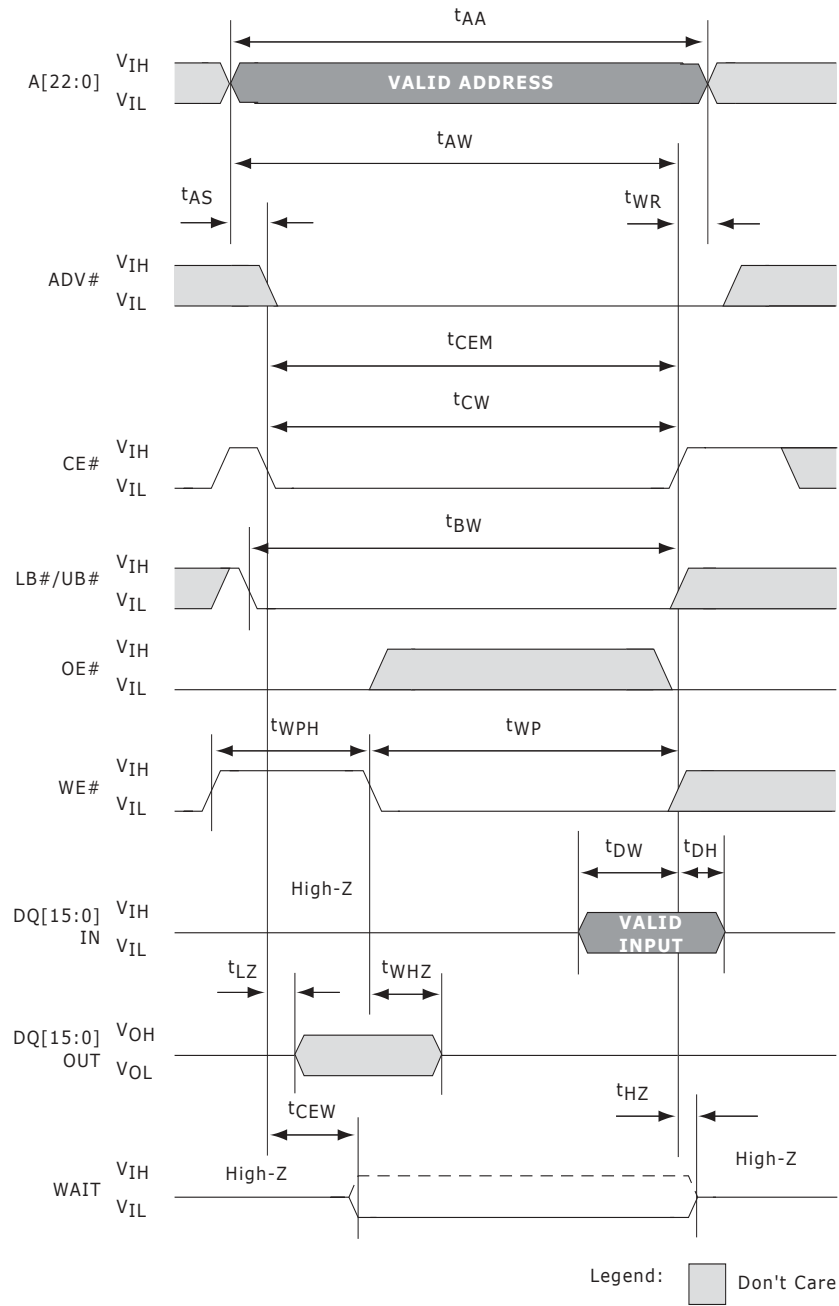 tAA
A[22:0] VIH VIL VALID ADDRESS
tAW
tAS tWR
ADV# VIH VIL
tCEM
tCW
CE# VIH VIL
tBW
LB#/UB# VIH VIL
OE# VIH VIL
tWPH tWP
WE# VIH VIL
tDW tDH
High-Z
DQ[15:0] IN VIH VIL VALID INPUT
tLZ tWHZ
DQ[15:0] OUT VOH VOL
tCEW tHZ
WAIT VIH VIL High-Z High-Z
Legend: Don't Care